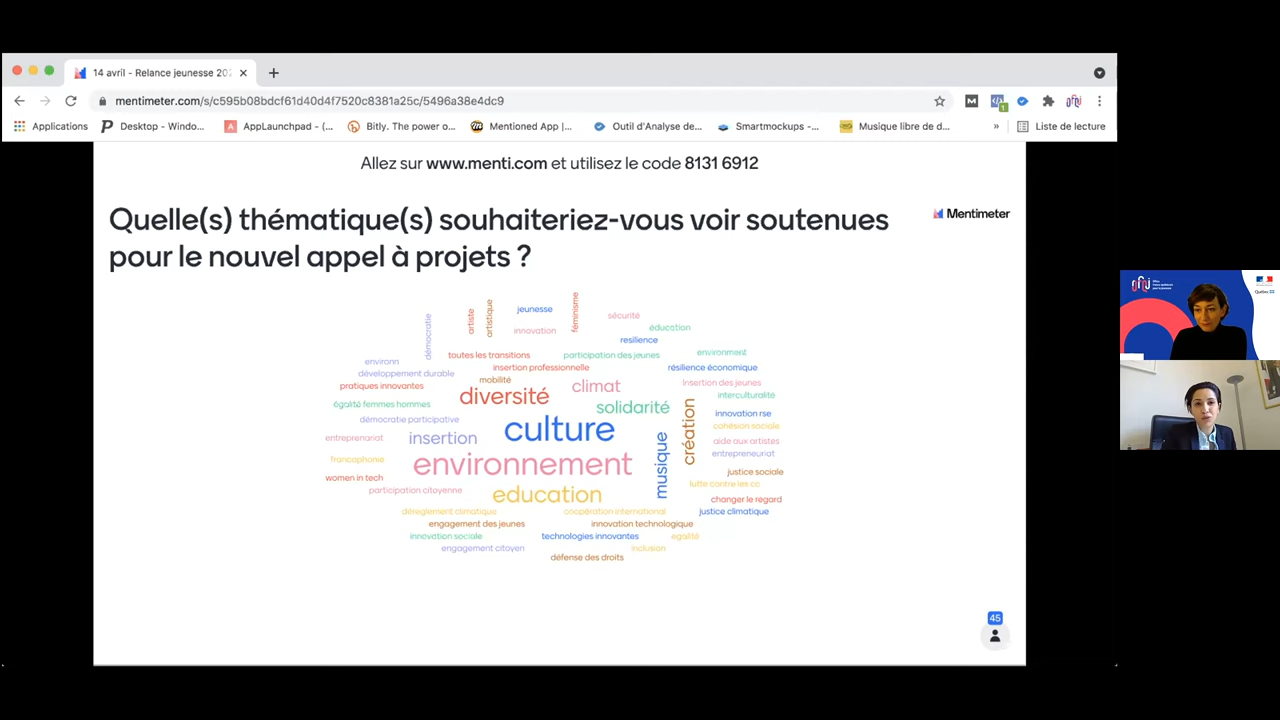 14 avril - Relance jeunesse 202
mentimeter.com/s/c595b08bdcf61d40d4f7520c8381a25c/5496a38e4dc9
Applications
Desktop - Windo...
AppLaunchpad - (...
Bitly. The power o...
Mentioned App |...
Outil d'Analyse de...
Smartmockups -...
Musique libre de d...
»
Liste de lecture
Allez sur www.menti.com et utilisez le code 8131 6912
Quelle(s) thématique(s) souhaiteriez-vous voir soutenues
pour le nouvel appel à projets ?
Mentimeter
démocratie
artiste
artistique
jeunesse
innovation
féminisme
sécurité
éducation
resilience
environn
toutes les transitions
participation des jeunes
environment
développement durable
insertion professionnelle
résilience économique
pratiques innovantes
mobilité
diversité
climat
Insertion des jeunes
interculturalité
égalité femmes hommes
solidarité
création
innovation rse
démocratie participative
culture
cohésion sociale
entreprenariat
insertion
musique
aide aux artistes
entrepreneuriat
francophonie
environnement
justice sociale
women in tech
lutte contre les cc
participation citoyenne
education
changer le regard
déreglement climatique
coopération international
justice climatique
engagement des jeunes
innovation technologique
innovation sociale
technologies innovantes
egalité
engagement citoyen
inclusion
défense des droits
45
ofqj
Québec